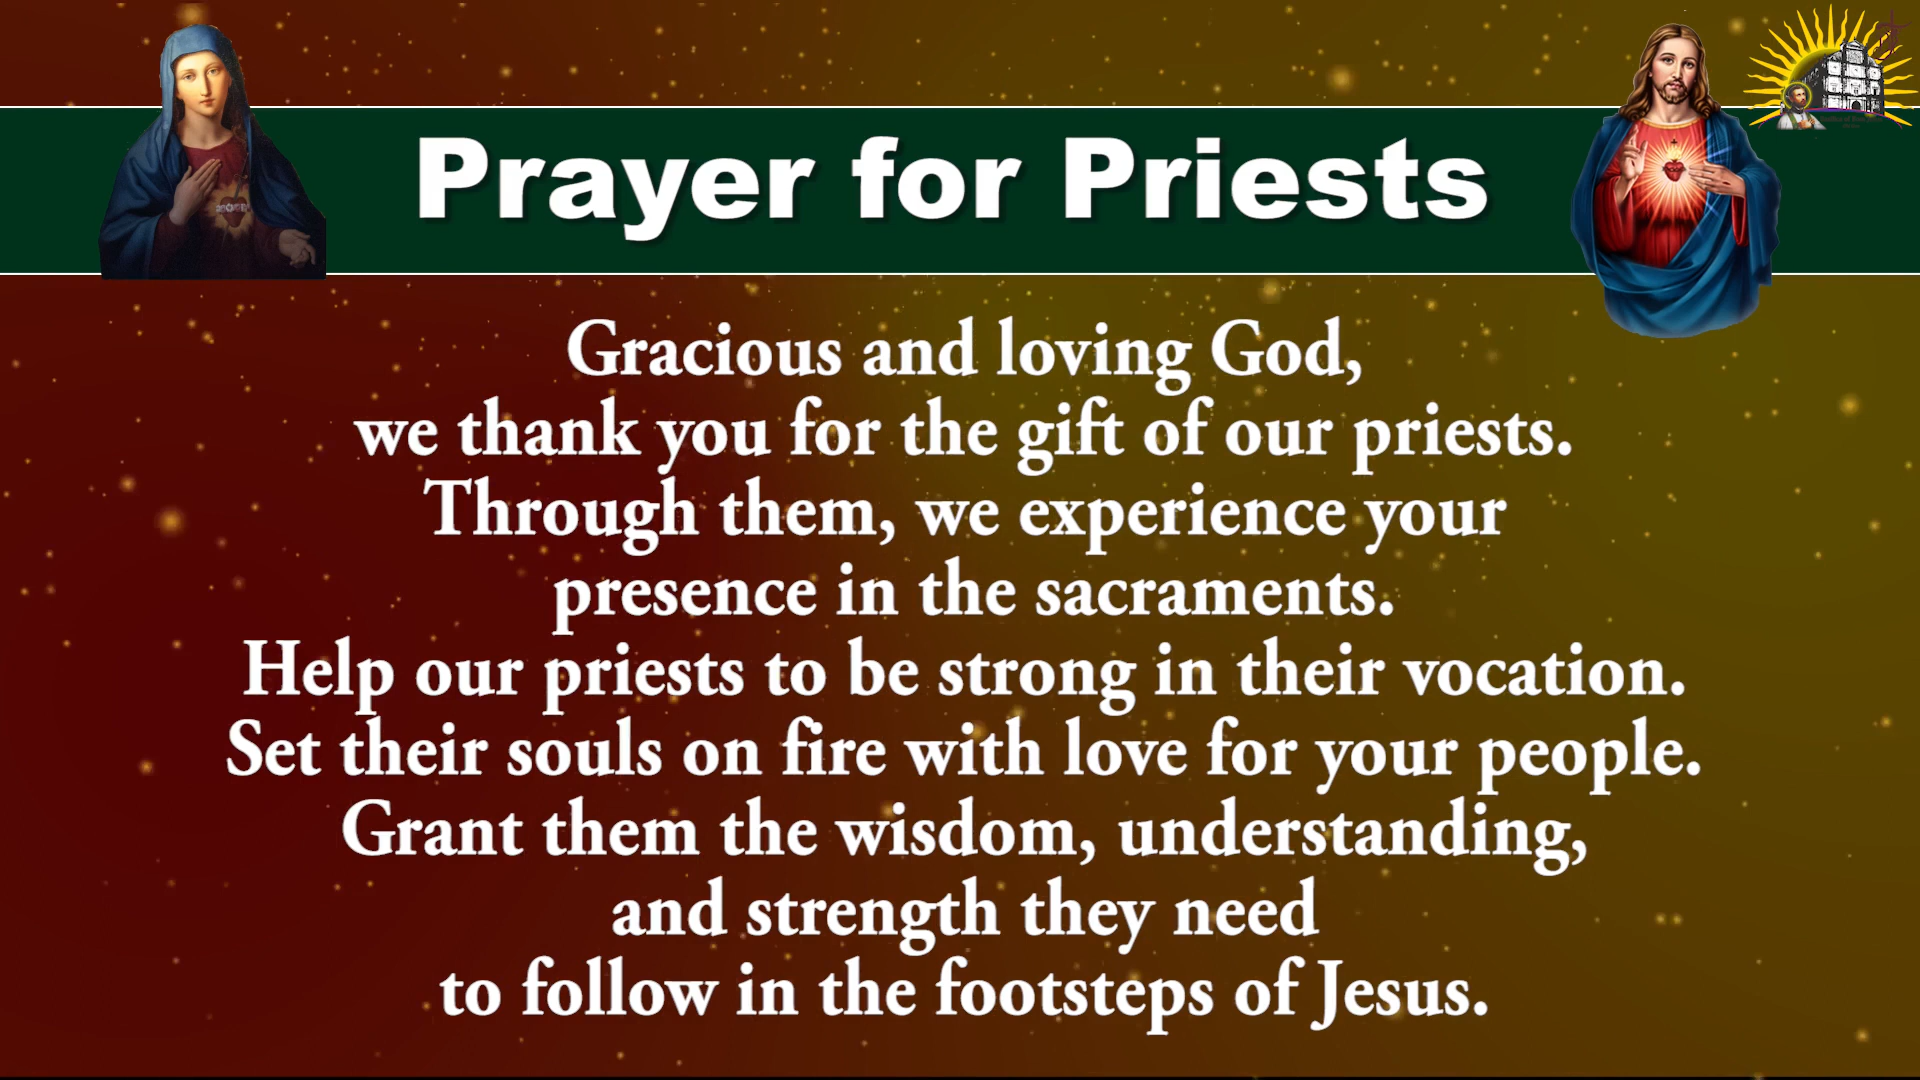 Prayer for Priests
Gracious and loving God,
we thank you for the gift of our priests.
Through them, we experience your
presence in the sacraments.
Help our priests to be strong in their vocation.
Set their souls on fire with love for your people.
Grant them the wisdom, understanding,
and strength they need
to follow in the footsteps of Jesus.